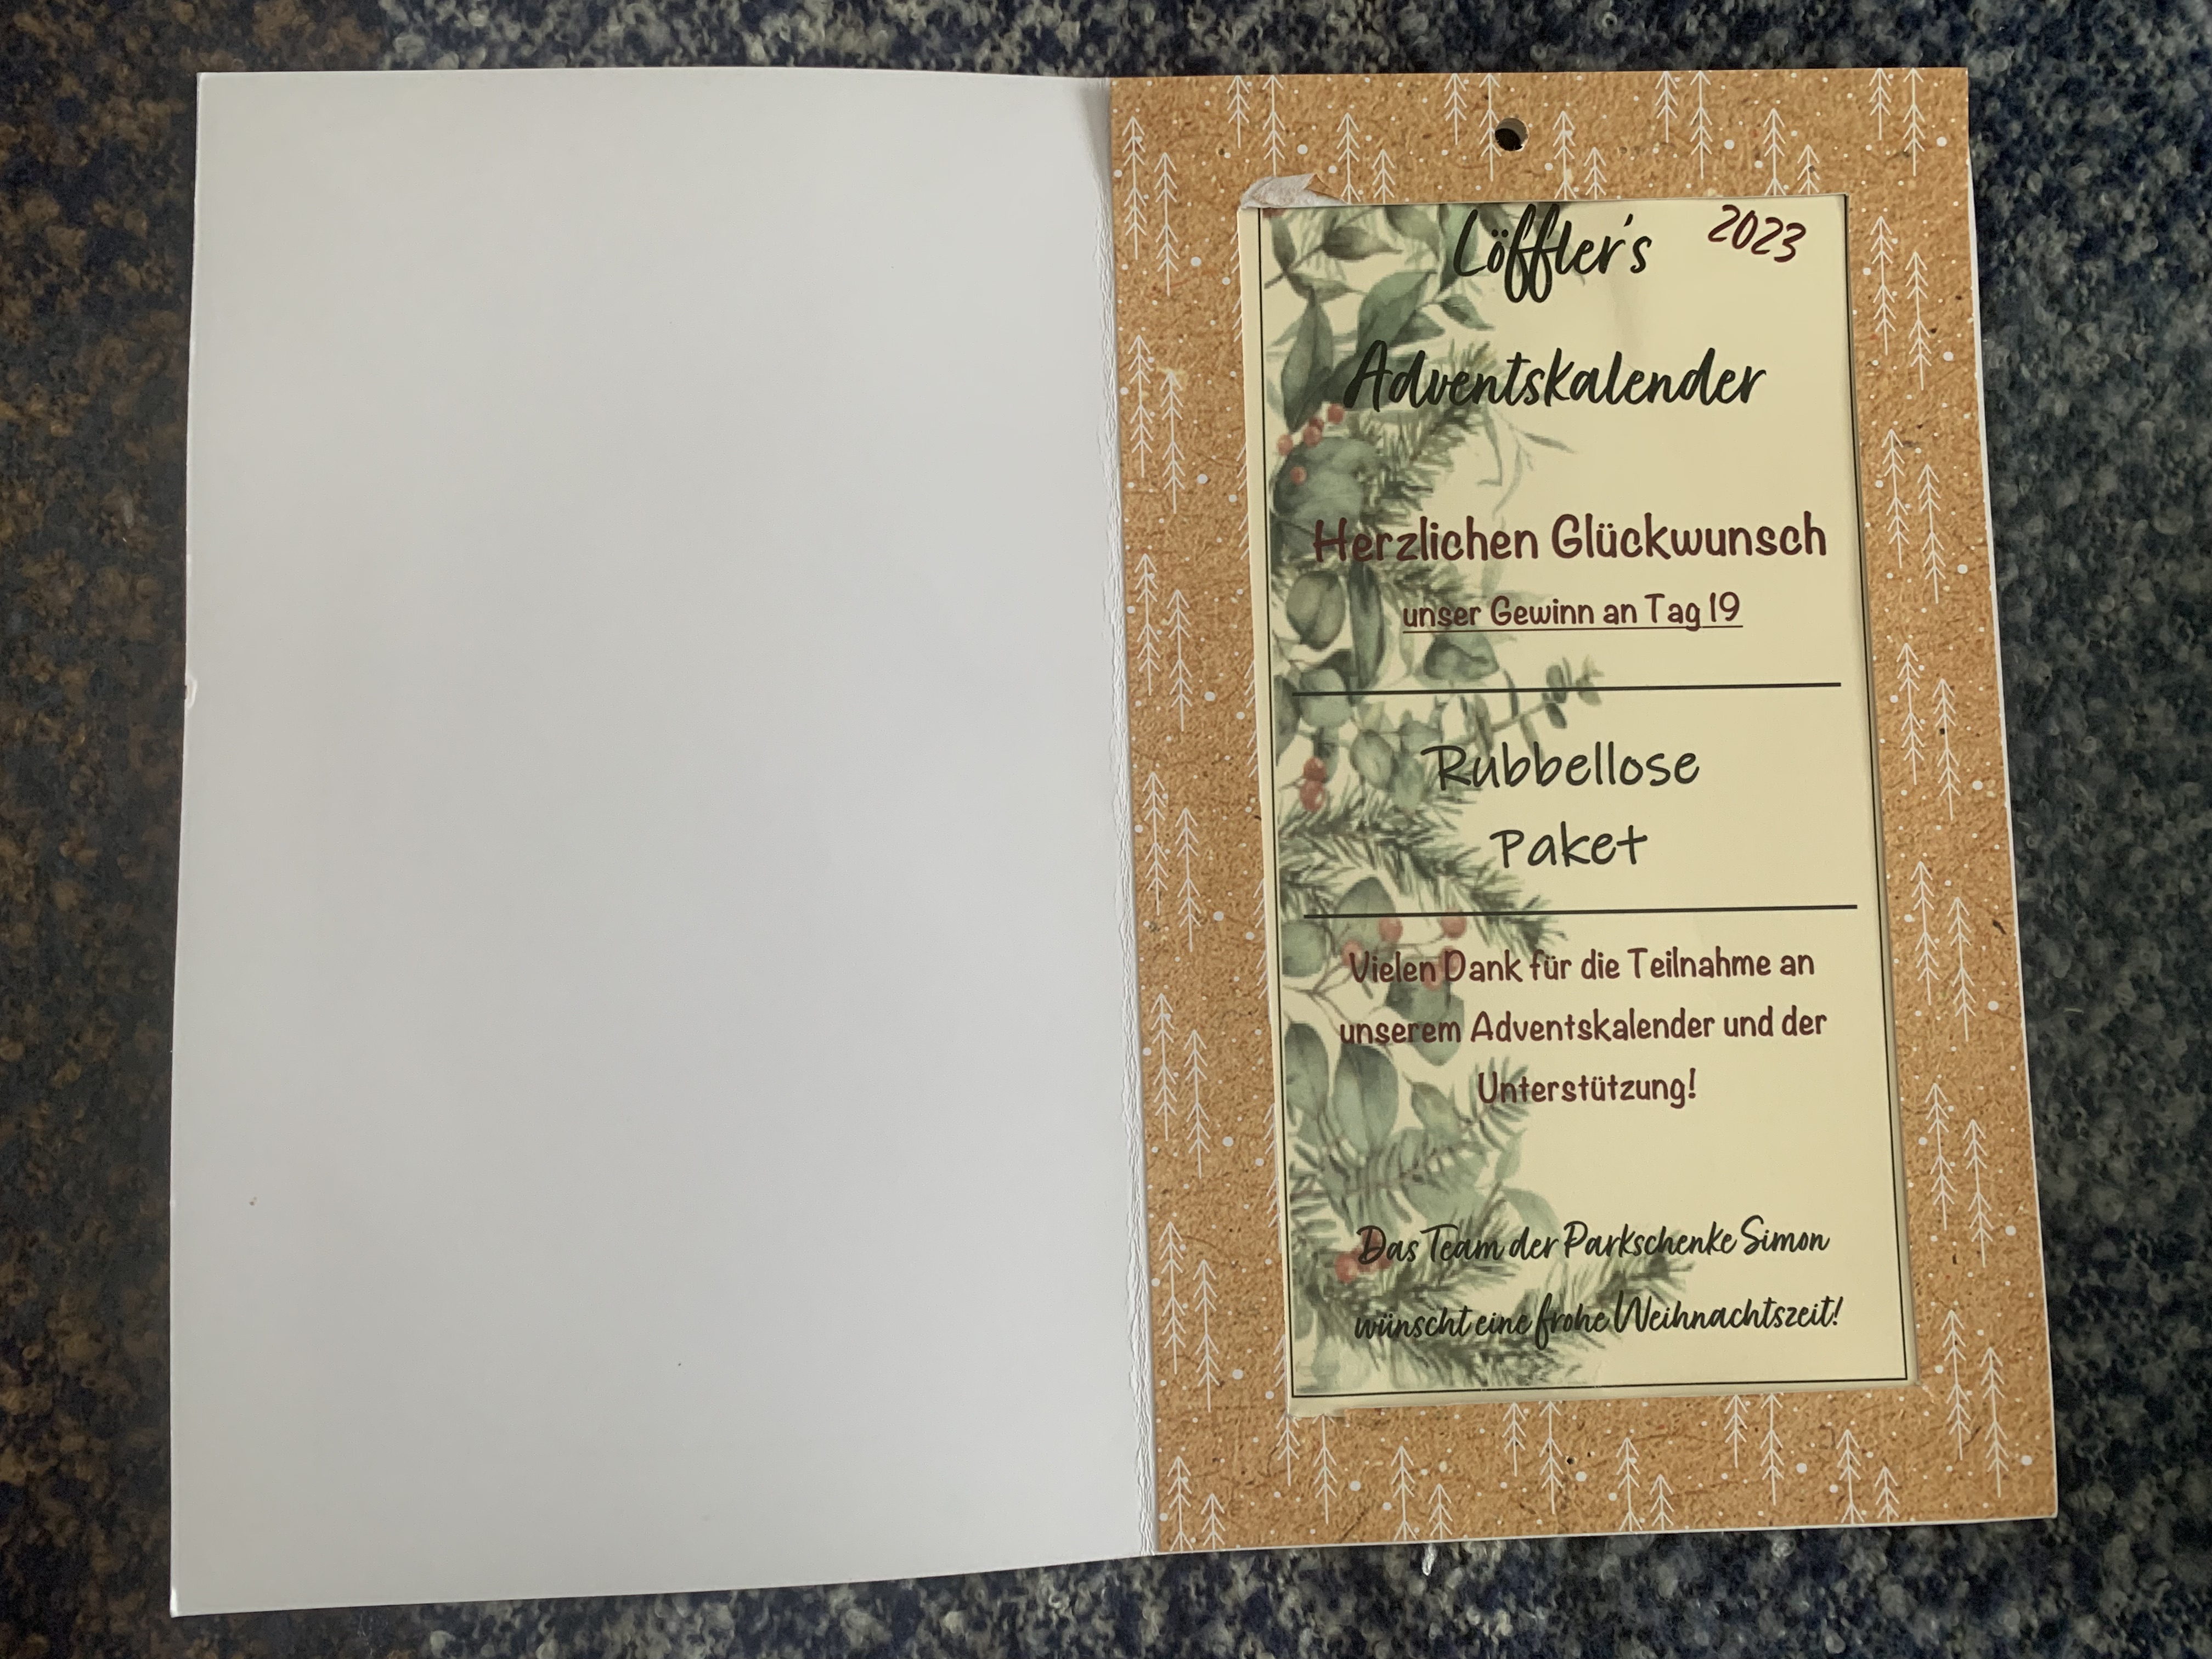 Löffler's 2023
Adventskalender
Herzlichen Glückwunsch
unser Gewinn an Tag 19
Rubbellose
Paket
Vielen Dank für die Teilnahme an
unserem Adventskalender und der
Unterstützung!
Das Team der Parkschenke Simon
wünscht eine frohe Weihnachtszeit!